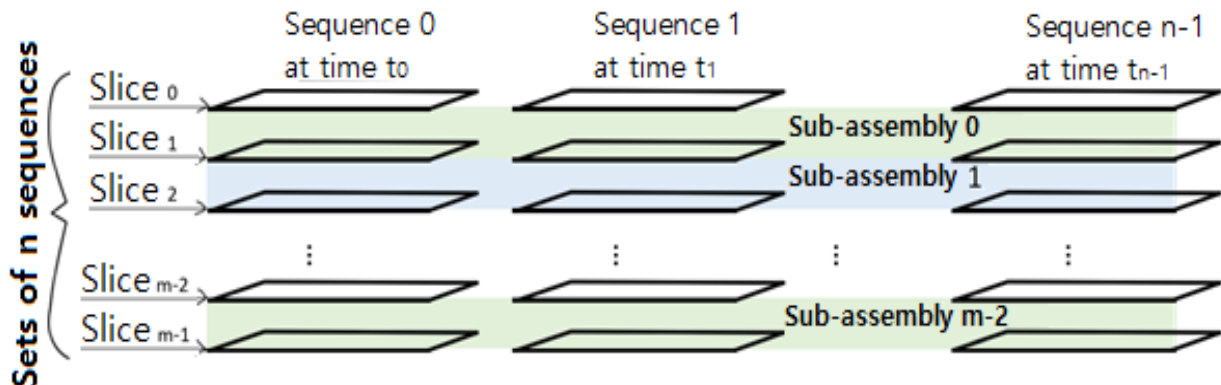 Sequence 0
at time t0
Sequence 1
at time t1
Sequence n-1
at time tn-1
Sets of n sequences
Slice 0
Slice 1
Slice 2
Slice m-2
Slice m-1
Sub-assembly 0
Sub-assembly 1
⋮ ⋮ ⋮ ⋮
Sub-assembly m-2